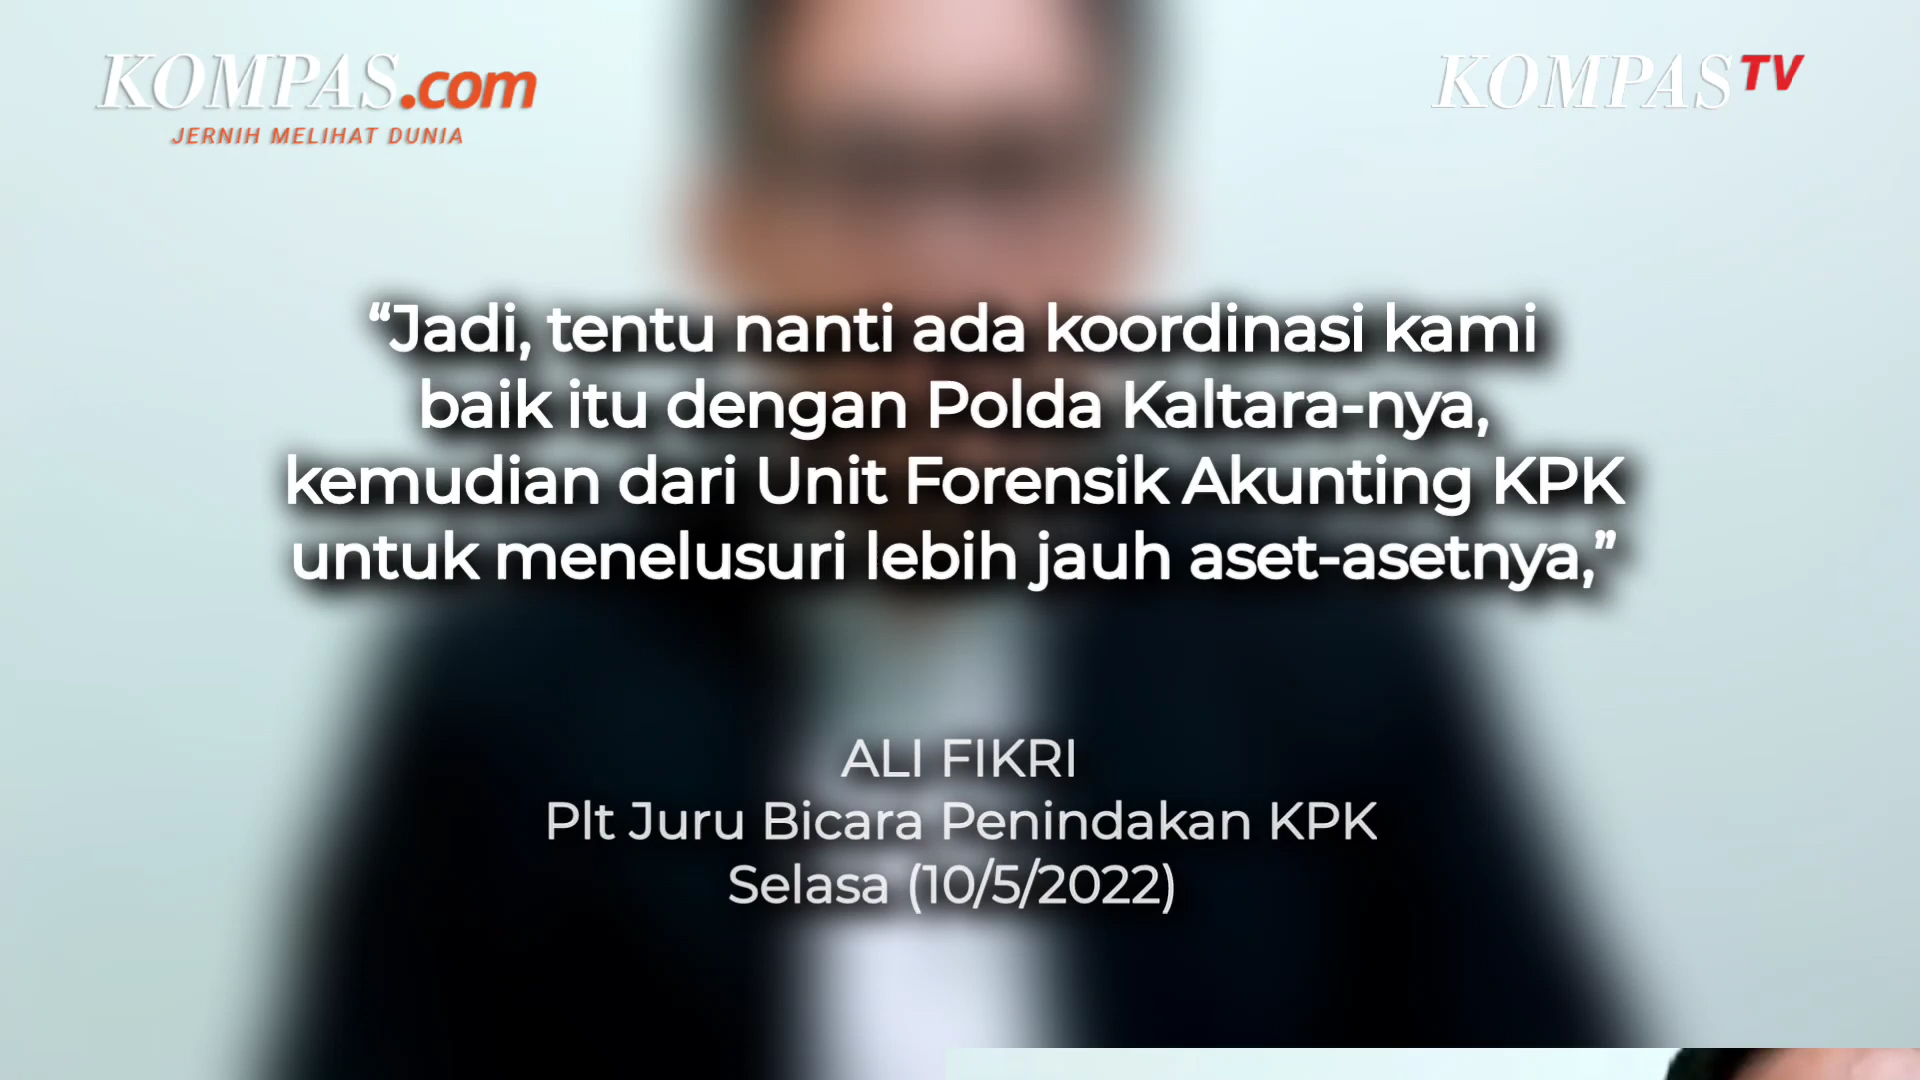 KOMPAS.com
JERNIH MELIHAT DUNIA
KOMPAS TV
“Jadi, tentu nanti ada koordinasi kami
baik itu dengan Polda Kaltara-nya,
kemudian dari Unit Forensik Akunting KPK
untuk menelusuri lebih jauh aset-asetnya,”
ALI FIKRI
Plt Juru Bicara Penindakan KPK
Selasa (10/5/2022)